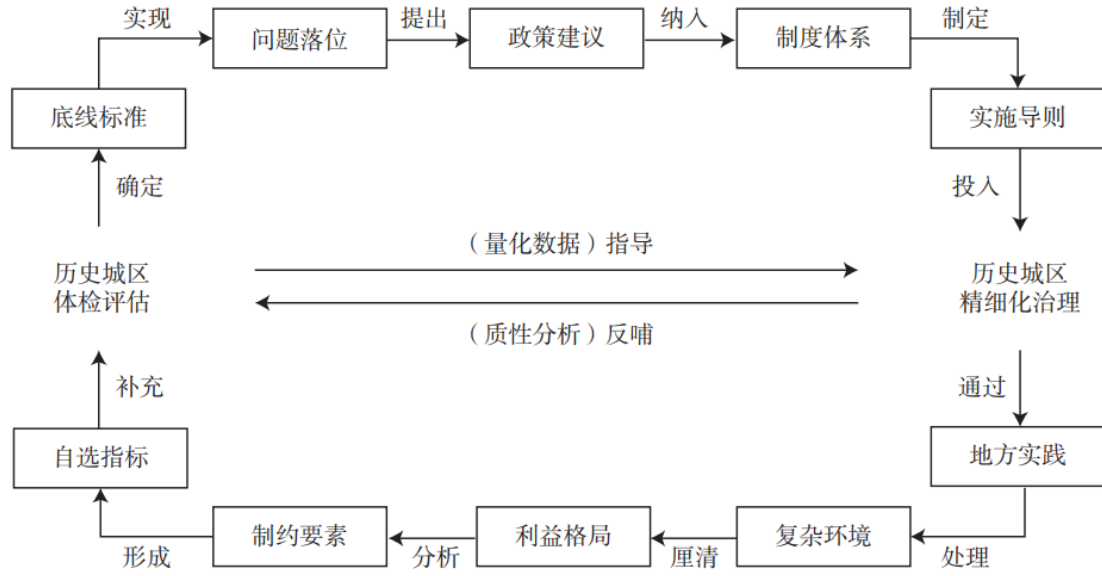 实现
问题落位
提出
政策建议
纳入
制度体系
制定
底线标准
实施导则
确定
投入
（量化数据）指导
历史城区
体检评估
历史城区
精细化治理
（质性分析）反哺
补充
通过
自选指标
地方实践
形成
制约要素
分析
利益格局
厘清
复杂环境
处理